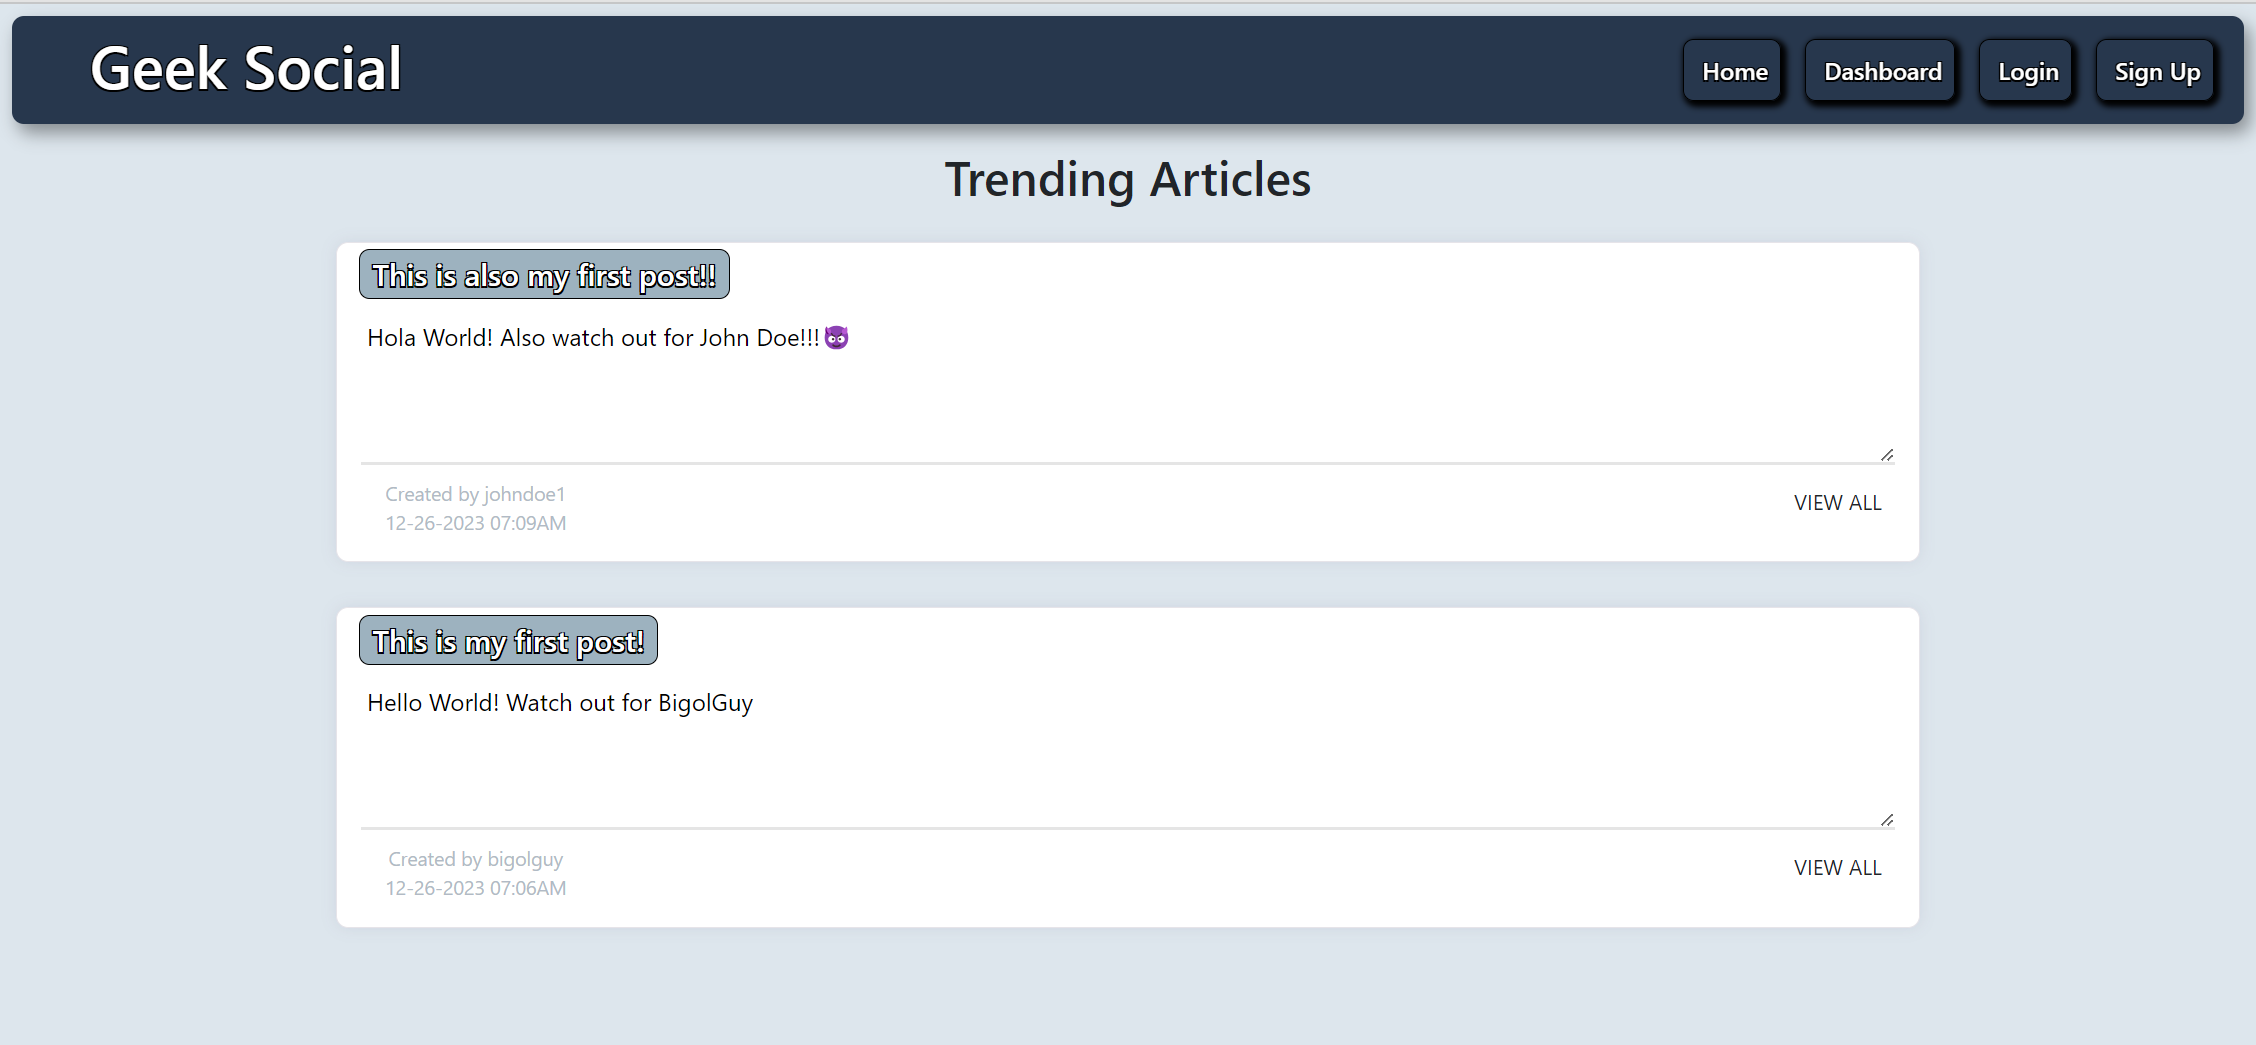 Geek Social
Home
Dashboard
Login
Sign Up
Trending Articles
This is also my first post!!
Hola World! Also watch out for John Doe!!!😈
Created by johndoe1
12-26-2023 07:09AM
VIEW ALL
This is my first post!
Hello World! Watch out for BigolGuy
Created by bigolguy
12-26-2023 07:06AM
VIEW ALL